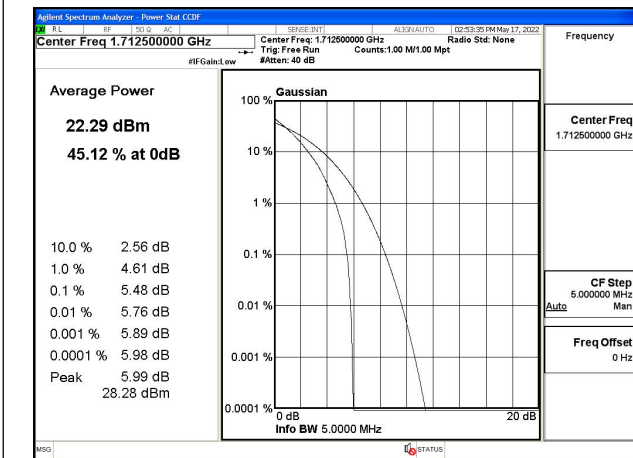 Agilent Spectrum Analyzer - Power Stat CCDF
RL RF 50 Ω AC SENSE:INT ALIGN AUTO 02:53:35 PM May 17, 2022
Center Freq 1.712500000 GHz
Center Freq: 1.712500000 GHz Radio Std: None
Trig: Free Run Counts:1.00 M/1.00 Mpt
#IFGain:Low #Atten: 40 dB
Frequency
Average Power
22.29 dBm
45.12 % at 0dB
10.0 % 2.56 dB
1.0 % 4.61 dB
0.1 % 5.48 dB
0.01 % 5.76 dB
0.001 % 5.89 dB
0.0001 % 5.98 dB
Peak 5.99 dB
28.28 dBm
Gaussian
100 %
10 %
1 %
0.1 %
0.01 %
0.001 %
0.0001 %
0 dB 20 dB
Info BW 5.0000 MHz
Center Freq
1.712500000 GHz
CF Step
5.000000 MHz
Auto Man
Freq Offset
0 Hz
MSG STATUS